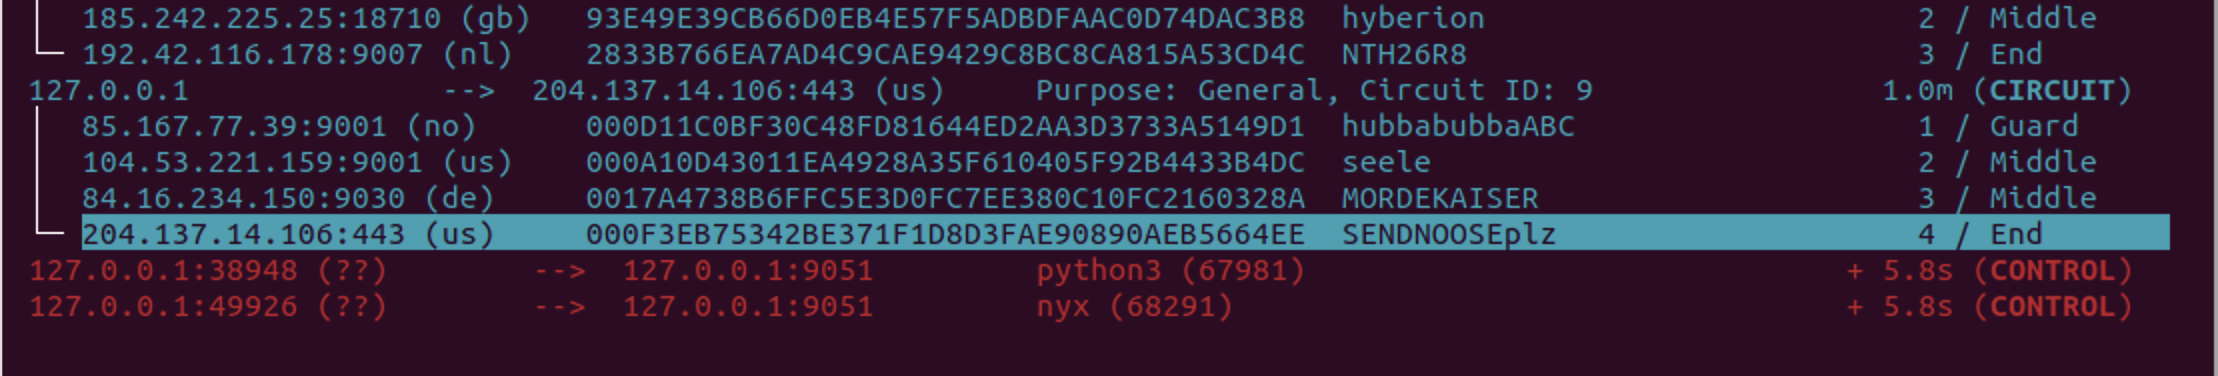 185.242.225.25:18710 (gb) 93E49E39CB66D0EB4E57F5ADBDFAAC0D74DAC3B8 hyberion 2 / Middle
192.42.116.178:9007 (nl) 2833B766EA7AD4C9CAE9429C8BC8CA815A53CD4C NTH26R8 3 / End
127.0.0.1 --> 204.137.14.106:443 (us) Purpose: General, Circuit ID: 9 1.0m (CIRCUIT)
85.167.77.39:9001 (no) 000D11C0BF30C48FD81644ED2AA3D3733A5149D1 hubbabubbaABC 1 / Guard
104.53.221.159:9001 (us) 000A10D43011EA4928A35F610405F92B4433B4DC seele 2 / Middle
84.16.234.150:9030 (de) 0017A4738B6FFC5E3D0FC7EE380C10FC2160328A MORDEKAISER 3 / Middle
204.137.14.106:443 (us) 000F3EB75342BE371F1D8D3FAE90890AEB5664EE SENDNOOSEplz 4 / End
127.0.0.1:38948 (??) --> 127.0.0.1:9051 python3 (67981) + 5.8s (CONTROL)
127.0.0.1:49926 (??) --> 127.0.0.1:9051 nyx (68291) + 5.8s (CONTROL)